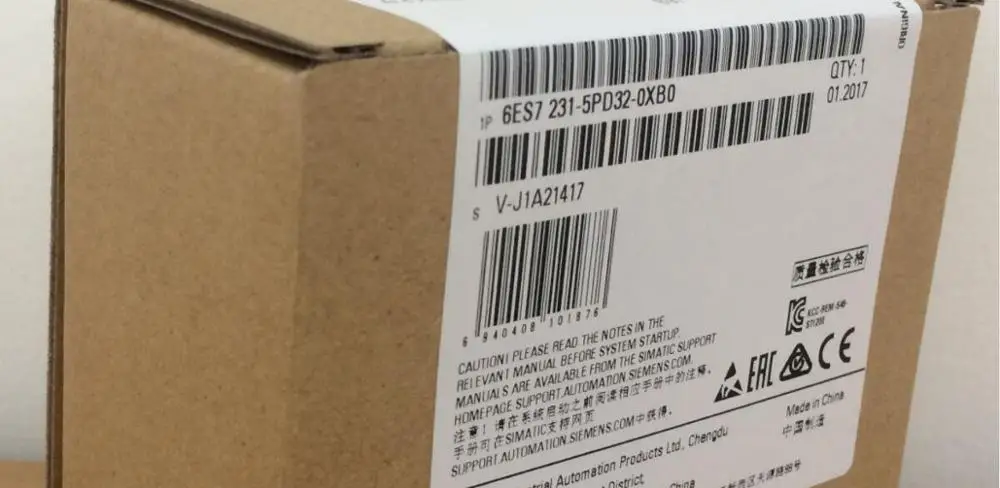 QTY: 1
1P 6ES7 231-5PD32-0XB0
01.2017
S V-J1A21417
6 940408 101876
质量检验合格
KCC-REM-S49-
ST1200
CAUTION! PLEASE READ THE NOTES IN THE
RELEVANT MANUAL BEFORE SYSTEM STARTUP.
MANUALS ARE AVAILABLE FROM THE SIMATIC SUPPORT
HOMEPAGE SUPPORT.AUTOMATION.SIEMENS.COM.
注意！请在系统启动之前阅读相应手册中的注释。
手册可在SIMATIC支持网页
SUPPORT.AUTOMATION.SIEMENS.COM中获得。
EAC CE
Automation Products Ltd., Chengdu
Made in China
中国制造
District
China